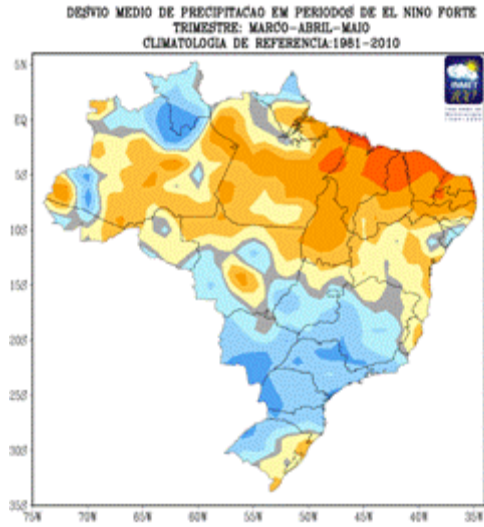 DESVIO MEDIO DE PRECIPITACAO EM PERIODOS DE EL NINO FORTE
TRIMESTRE: MARCO-ABRIL-MAIO
CLIMATOLOGIA DE REFERENCIA:1981-2010
INMET
5N
EQ
5S
10S
15S
20S
25S
30S
35S
75W
70W
65W
60W
55W
50W
45W
40W
35W